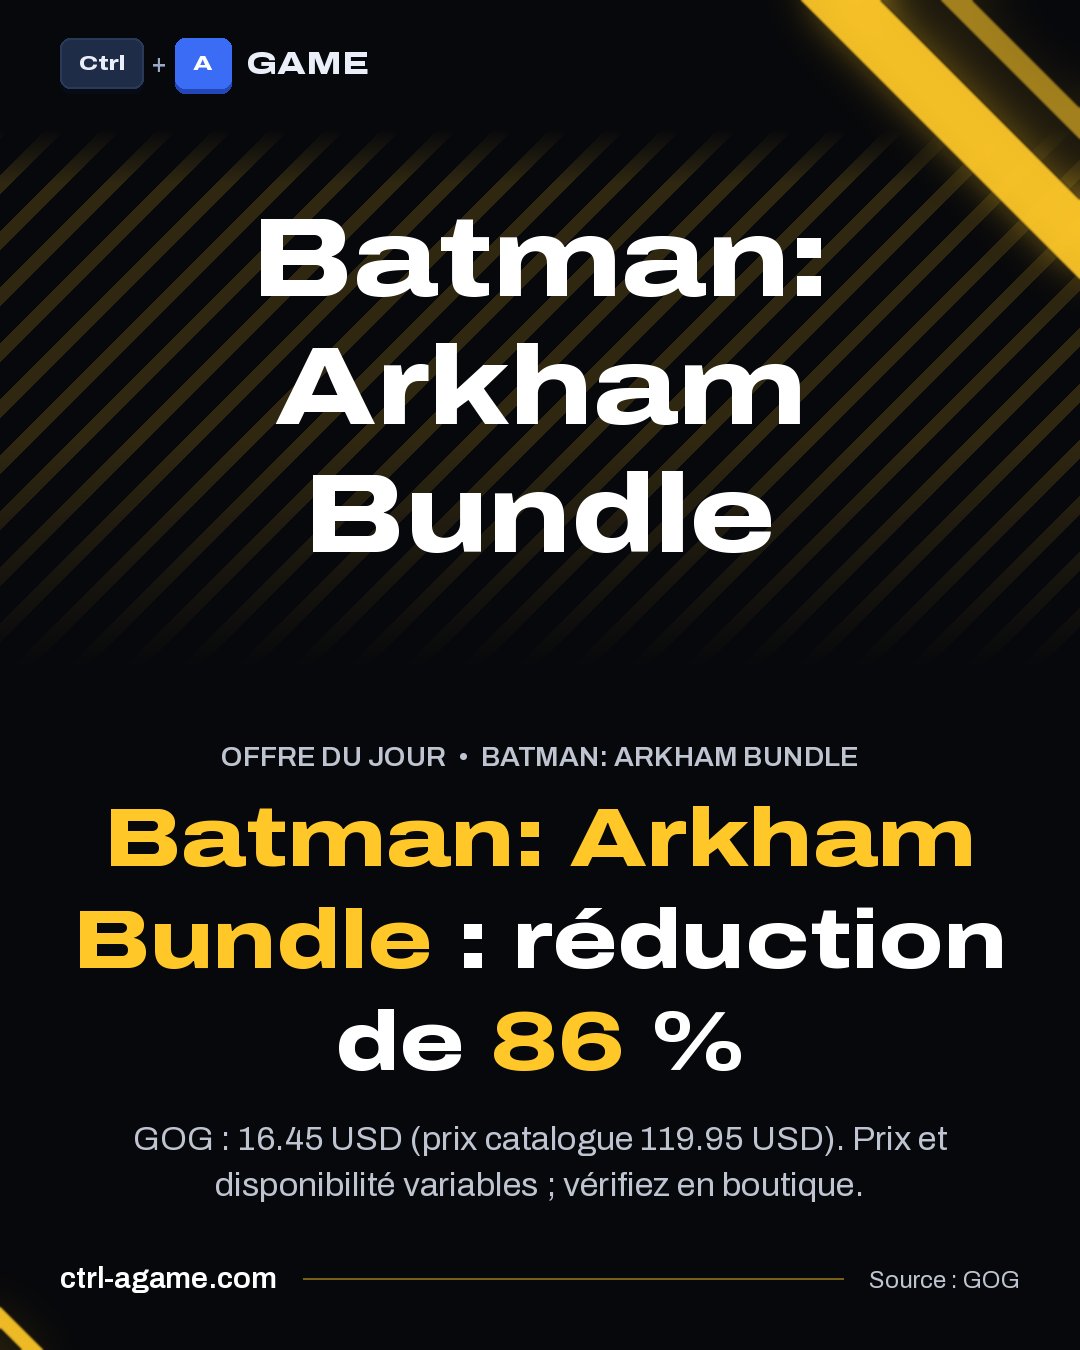 Ctrl + A GAME
Batman:
Arkham
Bundle
OFFRE DU JOUR • BATMAN: ARKHAM BUNDLE
Batman: Arkham
Bundle : réduction
de 86 %
GOG : 16.45 USD (prix catalogue 119.95 USD). Prix et
disponibilité variables ; vérifiez en boutique.
ctrl-agame.com
Source : GOG